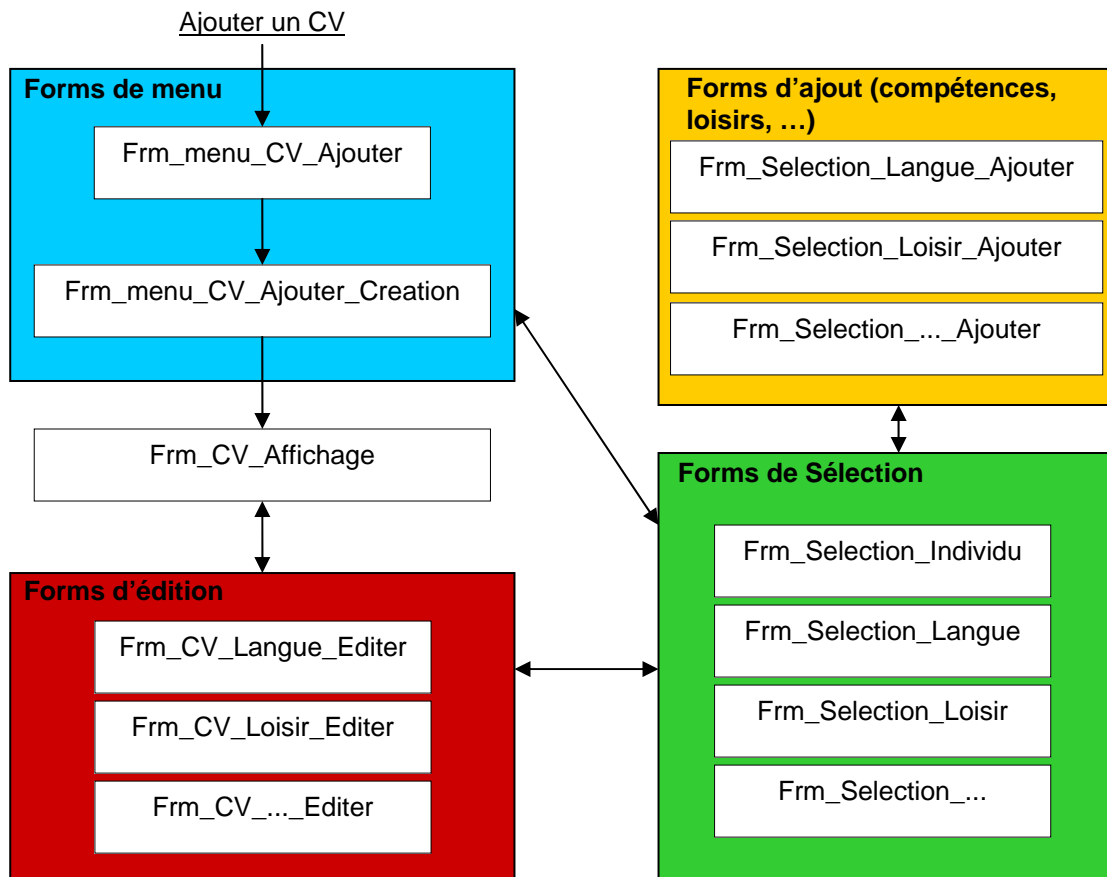 Ajouter un CV
Forms de menu
Frm_menu_CV_Ajouter
Frm_menu_CV_Ajouter_Creation
Frm_CV_Affichage
Forms d’édition
Frm_CV_Langue_Editer
Frm_CV_Loisir_Editer
Frm_CV_..._Editer
Forms d’ajout (compétences,
loisirs, …)
Frm_Selection_Langue_Ajouter
Frm_Selection_Loisir_Ajouter
Frm_Selection_..._Ajouter
Forms de Sélection
Frm_Selection_Individu
Frm_Selection_Langue
Frm_Selection_Loisir
Frm_Selection_...